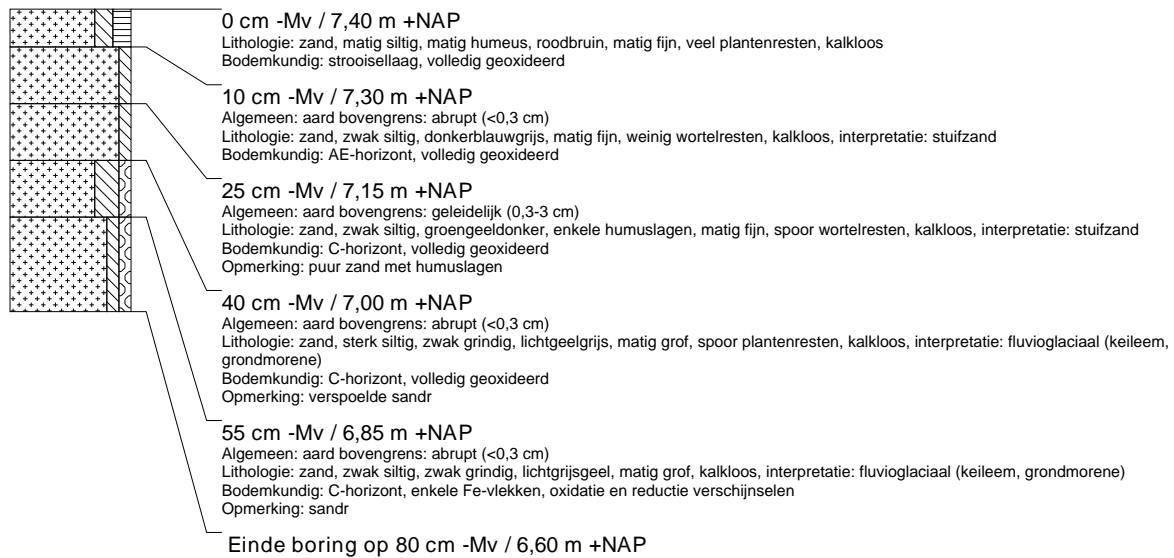 0 cm -Mv / 7,40 m +NAP
Lithologie: zand, matig siltig, matig humeus, roodbruin, matig fijn, veel plantenresten, kalkloos
Bodemkundig: strooisellaag, volledig geoxideerd
10 cm -Mv / 7,30 m +NAP
Algemeen: aard bovengrens: abrupt (<0,3 cm)
Lithologie: zand, zwak siltig, donkerblauwgrijs, matig fijn, weinig wortelresten, kalkloos, interpretatie: stuifzand
Bodemkundig: AE-horizont, volledig geoxideerd
25 cm -Mv / 7,15 m +NAP
Algemeen: aard bovengrens: geleidelijk (0,3-3 cm)
Lithologie: zand, zwak siltig, groengeeldonker, enkele humuslagen, matig fijn, spoor wortelresten, kalkloos, interpretatie: stuifzand
Bodemkundig: C-horizont, volledig geoxideerd
Opmerking: puur zand met humuslagen
40 cm -Mv / 7,00 m +NAP
Algemeen: aard bovengrens: abrupt (<0,3 cm)
Lithologie: zand, sterk siltig, zwak grindig, lichtgeelgrijs, matig grof, spoor plantenresten, kalkloos, interpretatie: fluvioglaciaal (keileem,
grondmorene)
Bodemkundig: C-horizont, volledig geoxideerd
Opmerking: verspoelde sandr
55 cm -Mv / 6,85 m +NAP
Algemeen: aard bovengrens: abrupt (<0,3 cm)
Lithologie: zand, zwak siltig, zwak grindig, lichtgrijsgeel, matig grof, kalkloos, interpretatie: fluvioglaciaal (keileem, grondmorene)
Bodemkundig: C-horizont, enkele Fe-vlekken, oxidatie en reductie verschijnselen
Opmerking: sandr
Einde boring op 80 cm -Mv / 6,60 m +NAP